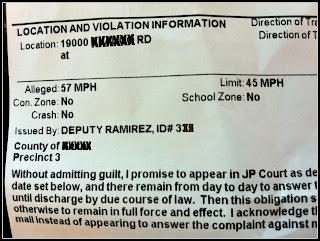 LOCATION AND VIOLATION INFORMATION Direction of Tra
Location: 19000 RD Direction of T
at
Alleged: 57 MPH Limit: 45 MPH
Con. Zone: No School Zone: No
Crash: No
Issued By: DEPUTY RAMIREZ, ID# 3
County of
Precinct 3
Without admitting guilt, I promise to appear in JP Court as de
date set below, and there remain from day to day to answer t
until discharge by due course of law. Then this obligation s
otherwise to remain in full force and effect. I acknowledge th
mail instead of appearing to answer the complaint against m